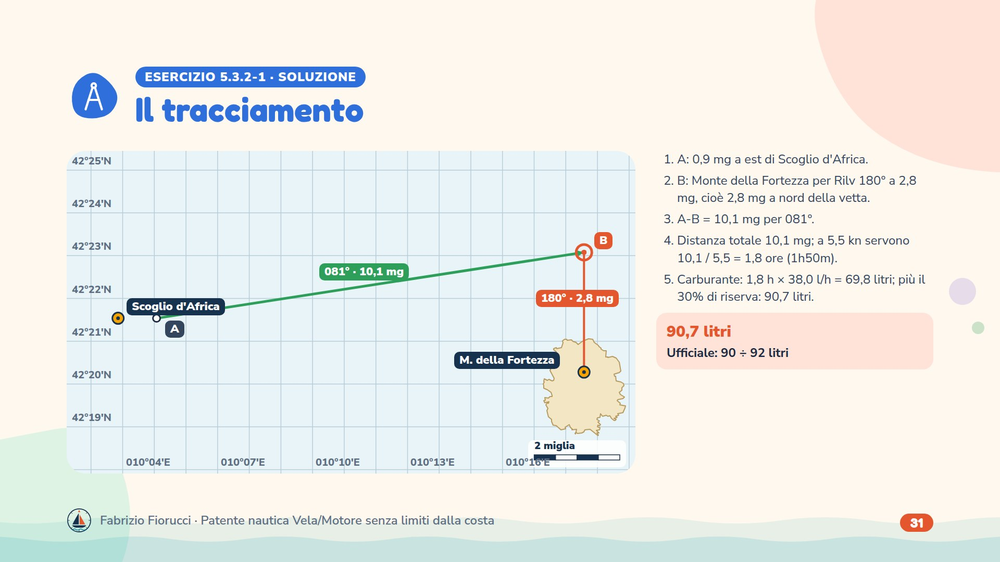 ESERCIZIO 5.3.2-1 · SOLUZIONE
Il tracciamento
42°25'N
42°24'N
42°23'N
42°22'N
42°21'N
42°20'N
42°19'N
010°04'E
010°07'E
010°10'E
010°13'E
010°16'E
B
081° · 10,1 mg
180° · 2,8 mg
Scoglio d'Africa
A
M. della Fortezza
2 miglia
1. A: 0,9 mg a est di Scoglio d'Africa.
2. B: Monte della Fortezza per Rilv 180° a 2,8
mg, cioè 2,8 mg a nord della vetta.
3. A-B = 10,1 mg per 081°.
4. Distanza totale 10,1 mg; a 5,5 kn servono
10,1 / 5,5 = 1,8 ore (1h50m).
5. Carburante: 1,8 h × 38,0 l/h = 69,8 litri; più il
30% di riserva: 90,7 litri.
90,7 litri
Ufficiale: 90 ÷ 92 litri
Fabrizio Fiorucci · Patente nautica Vela/Motore senza limiti dalla costa
31